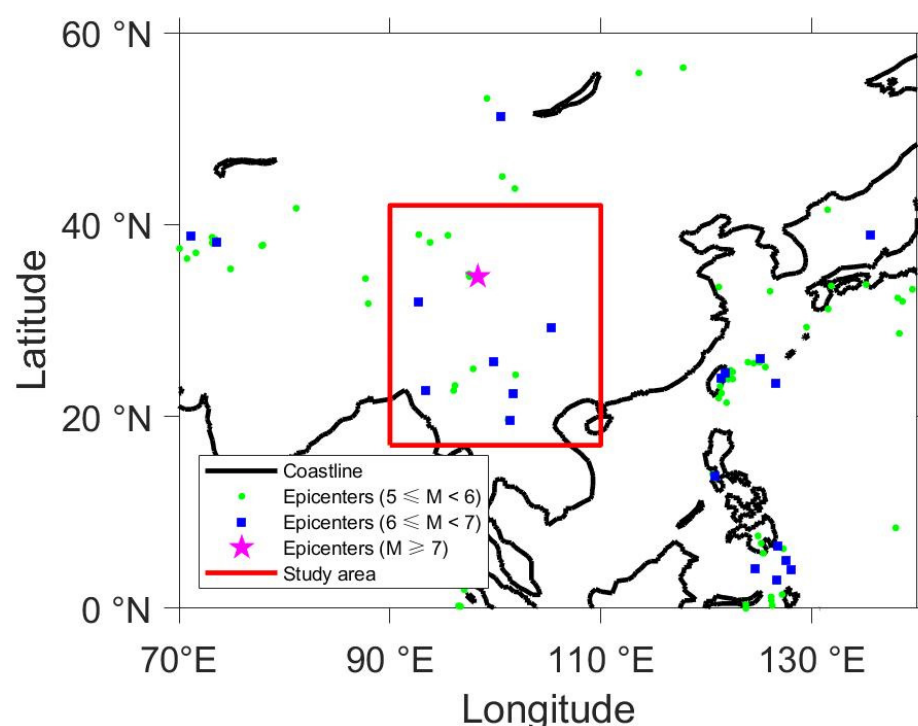 60 °N
40 °N
20 °N
0 °N
Latitude
Coastline
Epicenters (5 ≤ M < 6)
Epicenters (6 ≤ M < 7)
Epicenters (M ≥ 7)
Study area
70°E
90 °E
110 °E
130 °E
Longitude